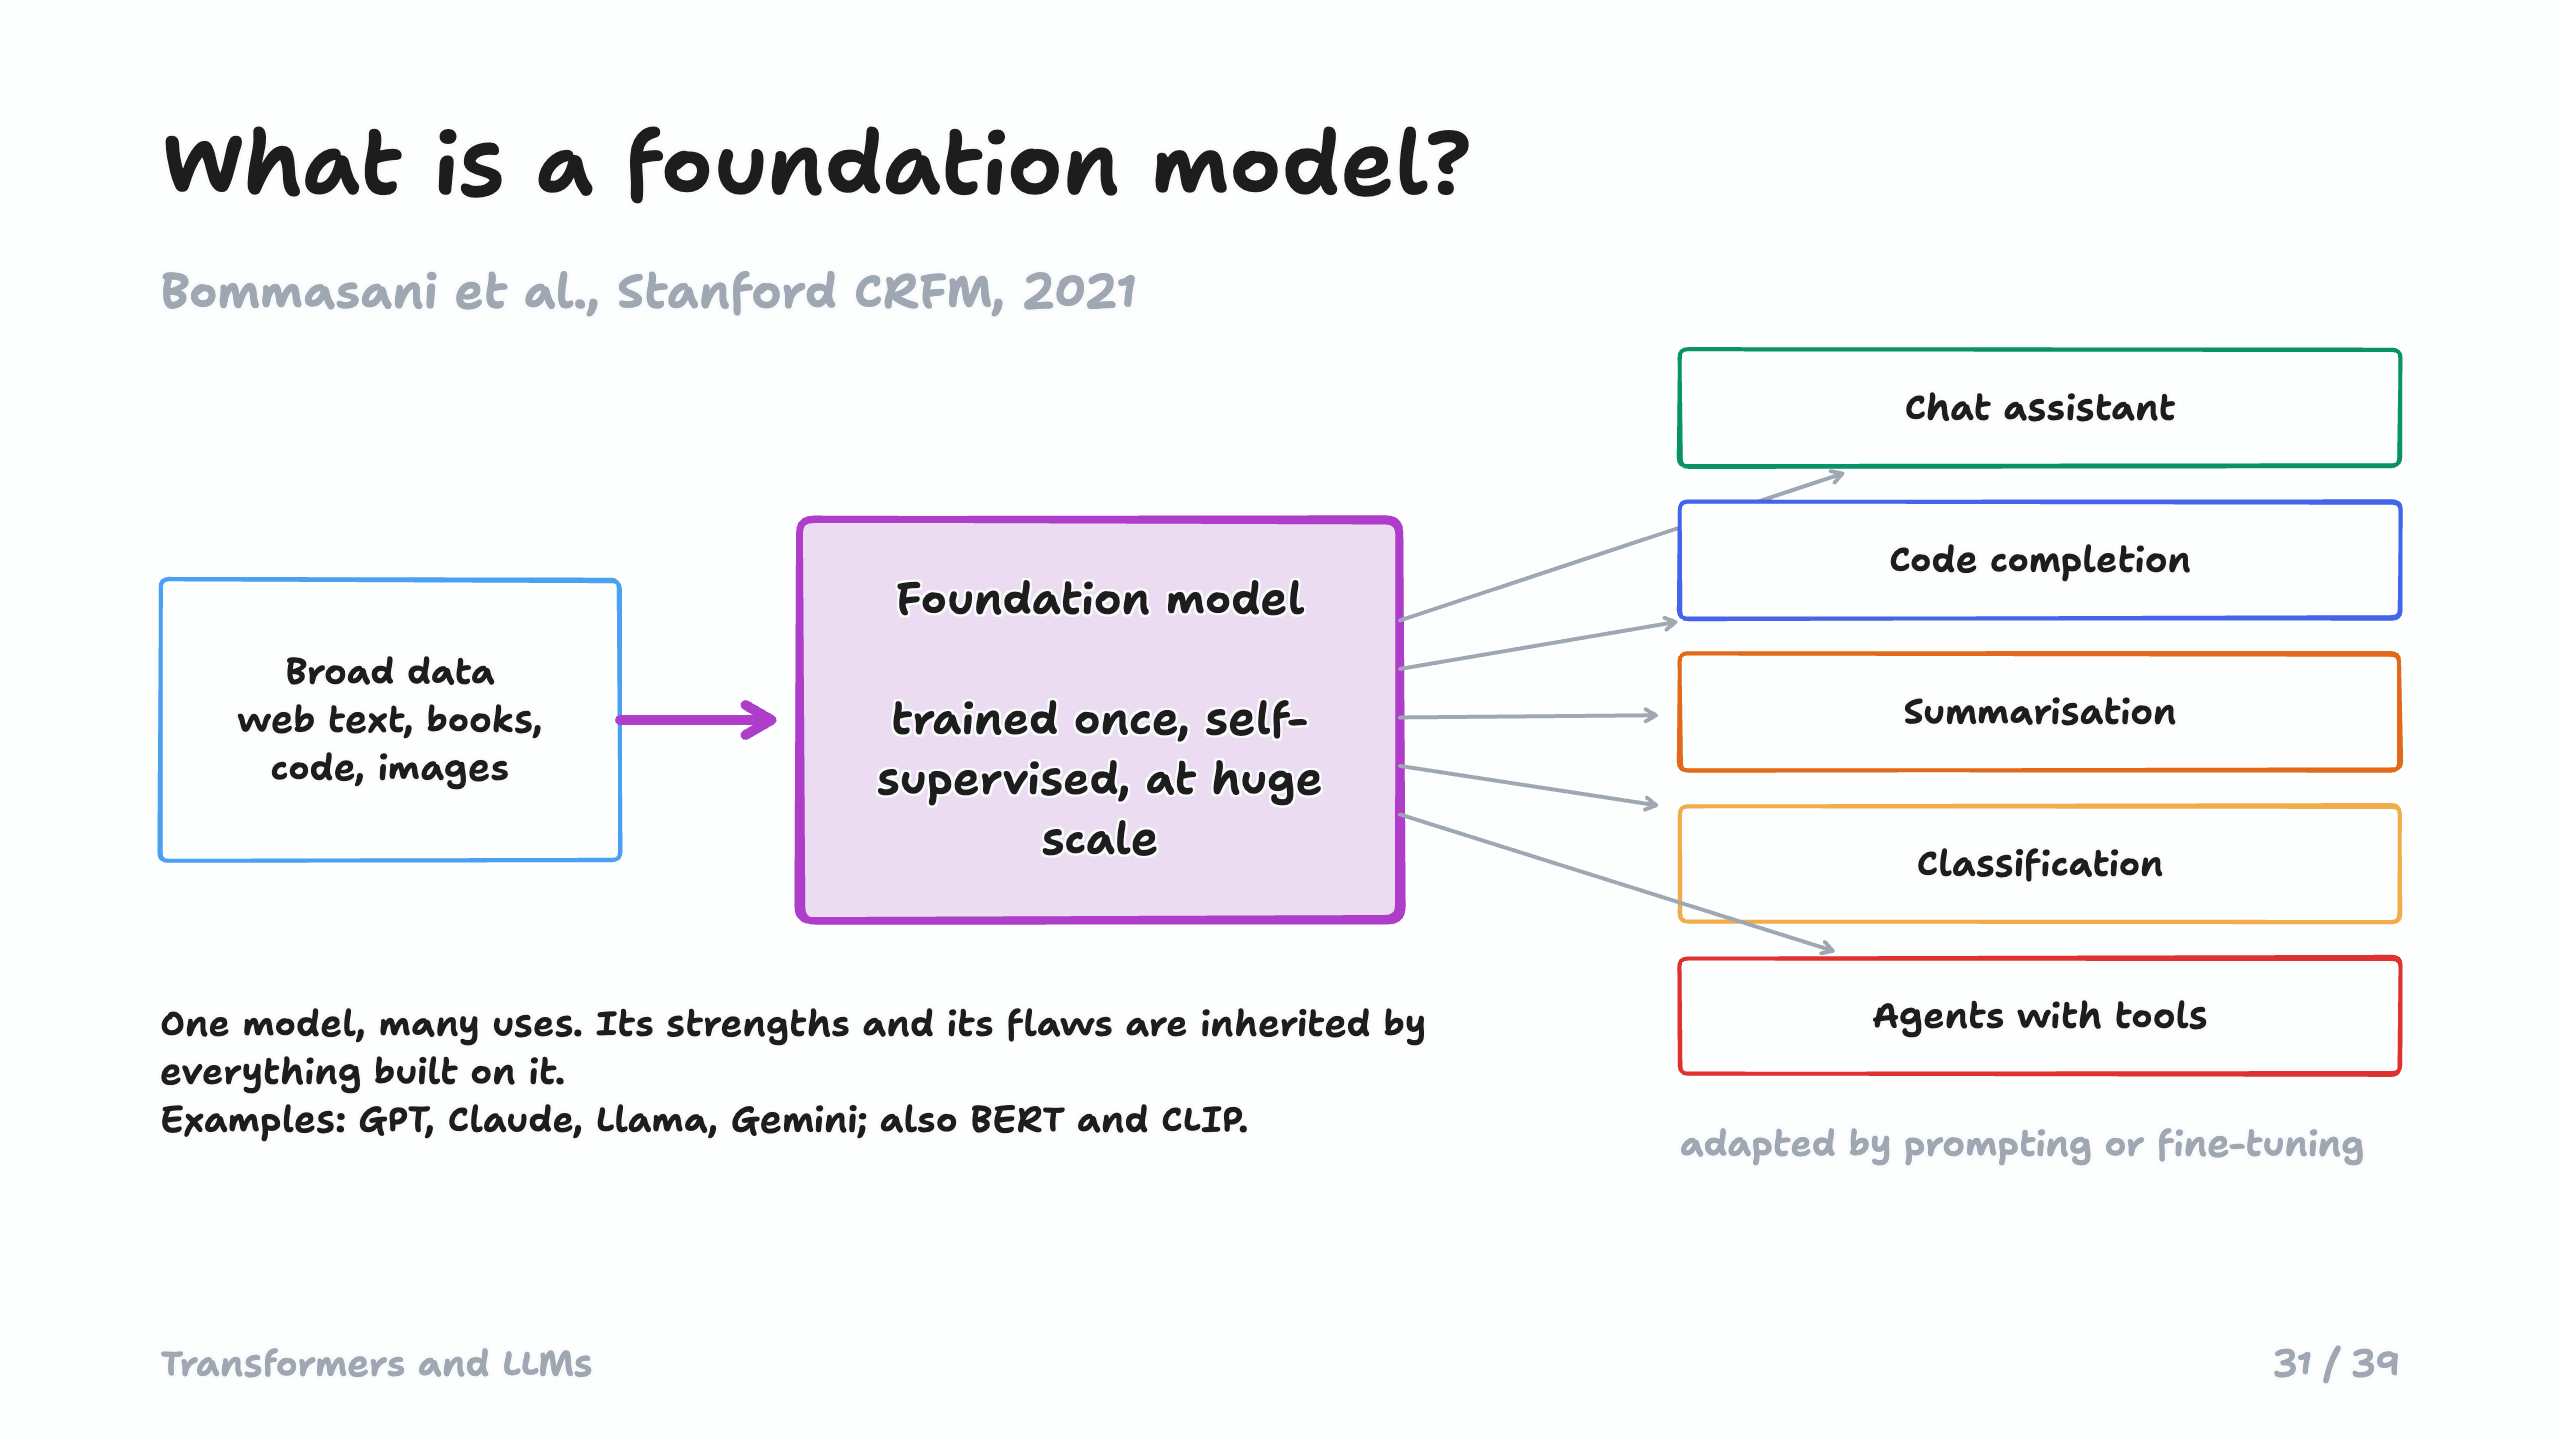 What is a foundation model?
Bommasani et al., Stanford CRFM, 2021
Broad data
web text, books,
code, images
Foundation model
trained once, self-
supervised, at huge
scale
Chat assistant
Code completion
Summarisation
Classification
Agents with tools
adapted by prompting or fine-tuning
One model, many uses. Its strengths and its flaws are inherited by
everything built on it.
Examples: GPT, Claude, Llama, Gemini; also BERT and CLIP.
Transformers and LLMs
31 / 39